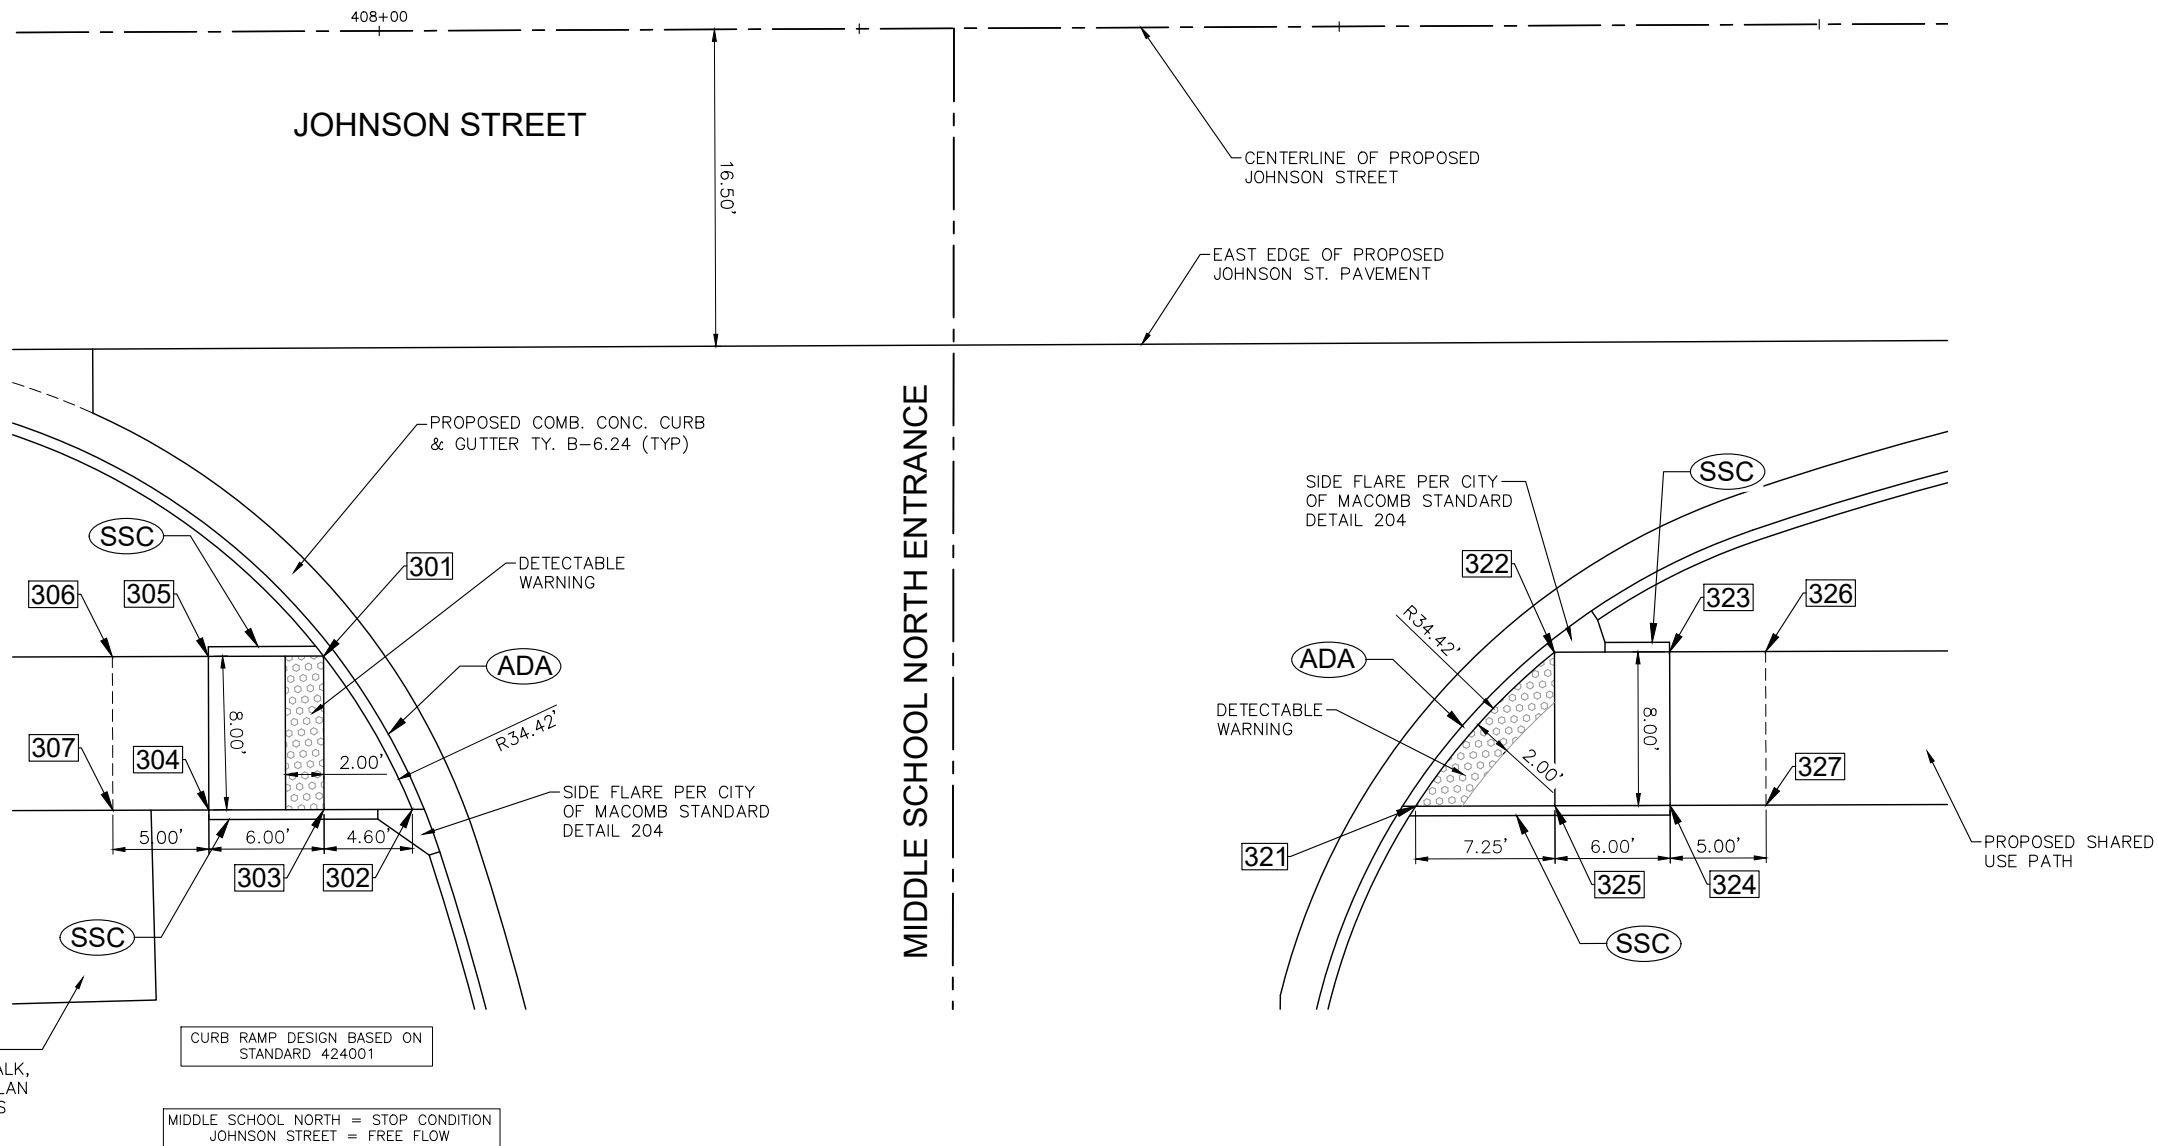 408+00
JOHNSON STREET
16.50'
CENTERLINE OF PROPOSED
JOHNSON STREET
EAST EDGE OF PROPOSED
JOHNSON ST. PAVEMENT
MIDDLE SCHOOL NORTH ENTRANCE
PROPOSED COMB. CONC. CURB
& GUTTER TY. B-6.24 (TYP)
SSC
301
DETECTABLE
WARNING
306
305
ADA
307
304
8.00'
2.00'
R34.42'
SIDE FLARE PER CITY
OF MACOMB STANDARD
DETAIL 204
5.00'
6.00'
4.60'
303
302
SSC
SIDE FLARE PER CITY
OF MACOMB STANDARD
DETAIL 204
SSC
322
323
326
R34.42'
ADA
DETECTABLE
WARNING
8.00'
2.00'
327
321
7.25'
6.00'
5.00'
325
324
SSC
PROPOSED SHARED
USE PATH
CURB RAMP DESIGN BASED ON
STANDARD 424001
ALK,
LAN
S
MIDDLE SCHOOL NORTH = STOP CONDITION
JOHNSON STREET = FREE FLOW